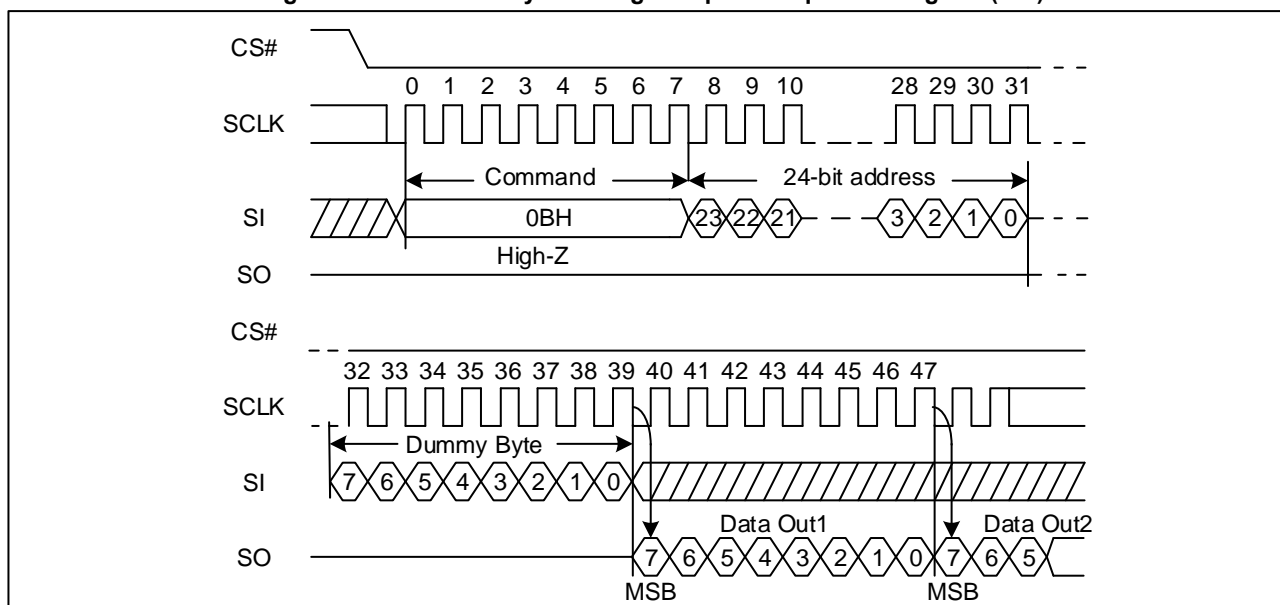 CS#
0 1 2 3 4 5 6 7 8 9 10 28 29 30 31
SCLK
Command 24-bit address
SI 0BH 23 22 21 3 2 1 0
High-Z
SO
CS#
32 33 34 35 36 37 38 39 40 41 42 43 44 45 46 47
SCLK
Dummy Byte
SI 7 6 5 4 3 2 1 0
Data Out1 Data Out2
SO 7 6 5 4 3 2 1 0 7 6 5
MSB MSB